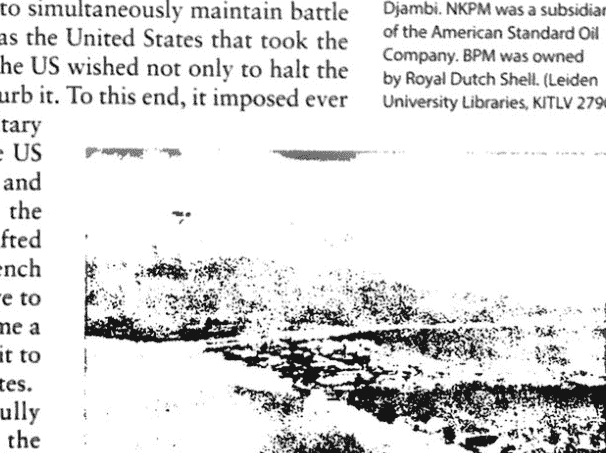 to simultaneously maintain battle
as the United States that took the
he US wished not only to halt the
urb it. To this end, it imposed ever
tary
US
and
the
fted
ench
e to
me a
it to
tes.
ully
the
Djambi. NKPM was a subsidiar
of the American Standard Oil
Company. BPM was owned
by Royal Dutch Shell. (Leiden
University Libraries, KITLV 279